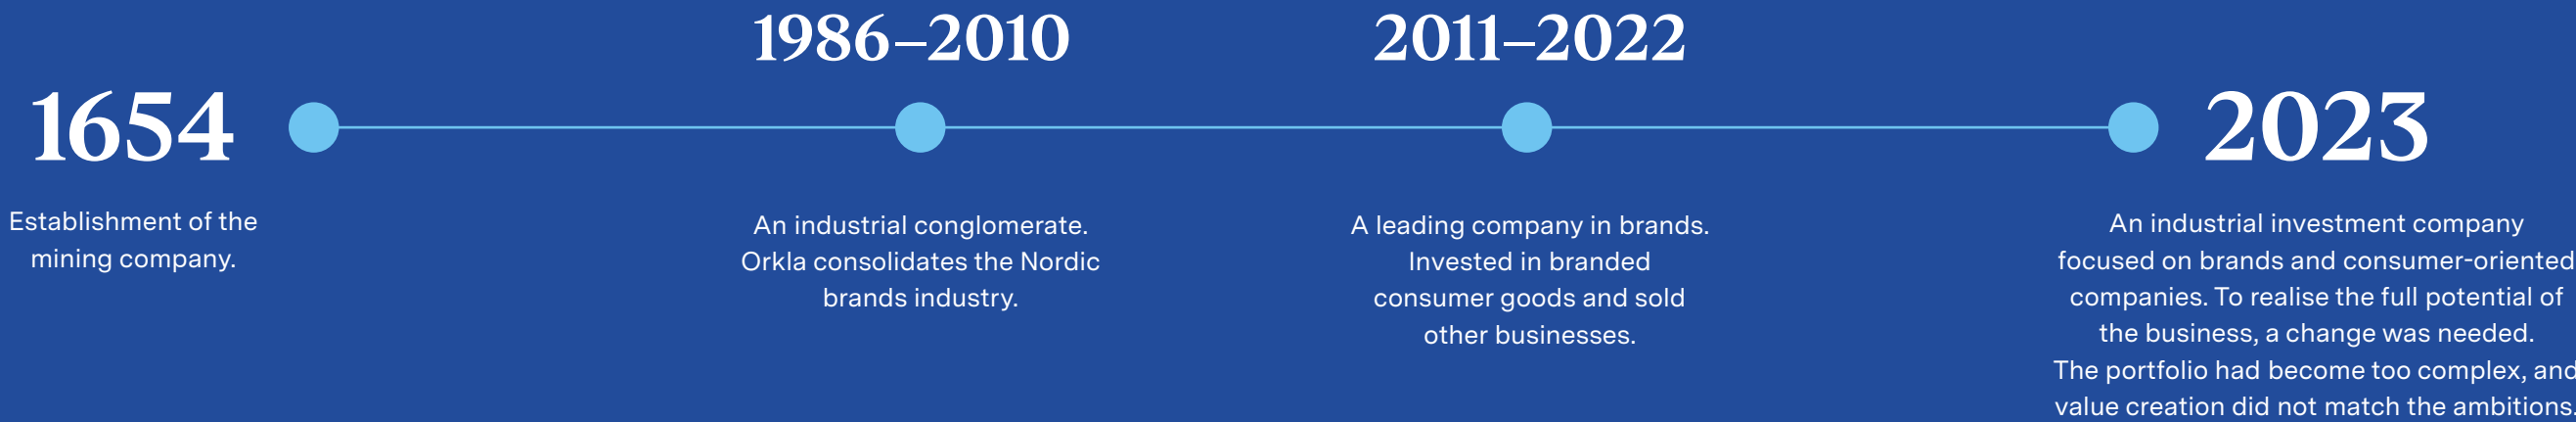 1654
Establishment of the
mining company.
1986–2010
An industrial conglomerate.
Orkla consolidates the Nordic
brands industry.
2011–2022
A leading company in brands.
Invested in branded
consumer goods and sold
other businesses.
2023
An industrial investment company
focused on brands and consumer-oriented
companies. To realise the full potential of
the business, a change was needed.
The portfolio had become too complex, and
value creation did not match the ambitions.